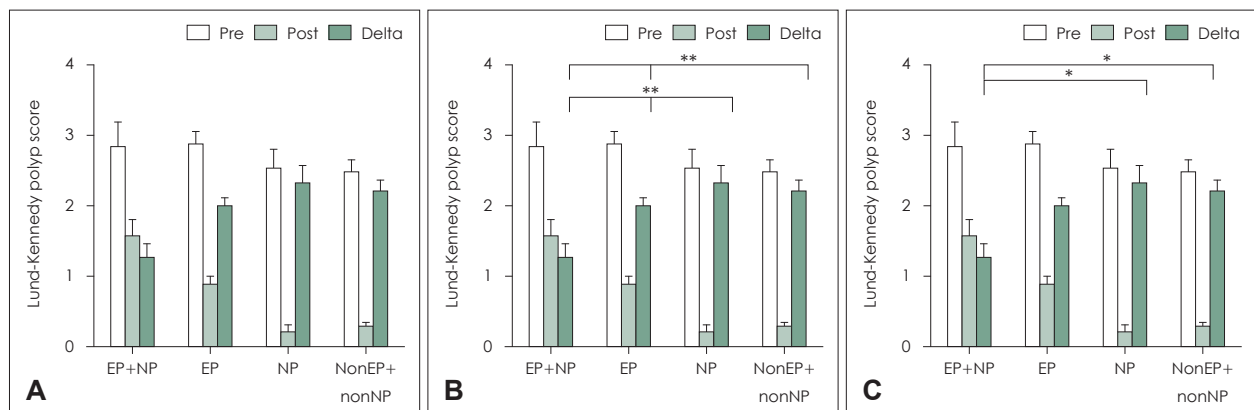 Pre Post Delta
4
3
2
1
0
Lund-Kennedy polyp score
EP+NP EP NP NonEP+
nonNP
A
Pre Post Delta
**
**
4
3
2
1
0
Lund-Kennedy polyp score
EP+NP EP NP NonEP+
nonNP
B
Pre Post Delta
*
*
4
3
2
1
0
Lund-Kennedy polyp score
EP+NP EP NP NonEP+
nonNP
C